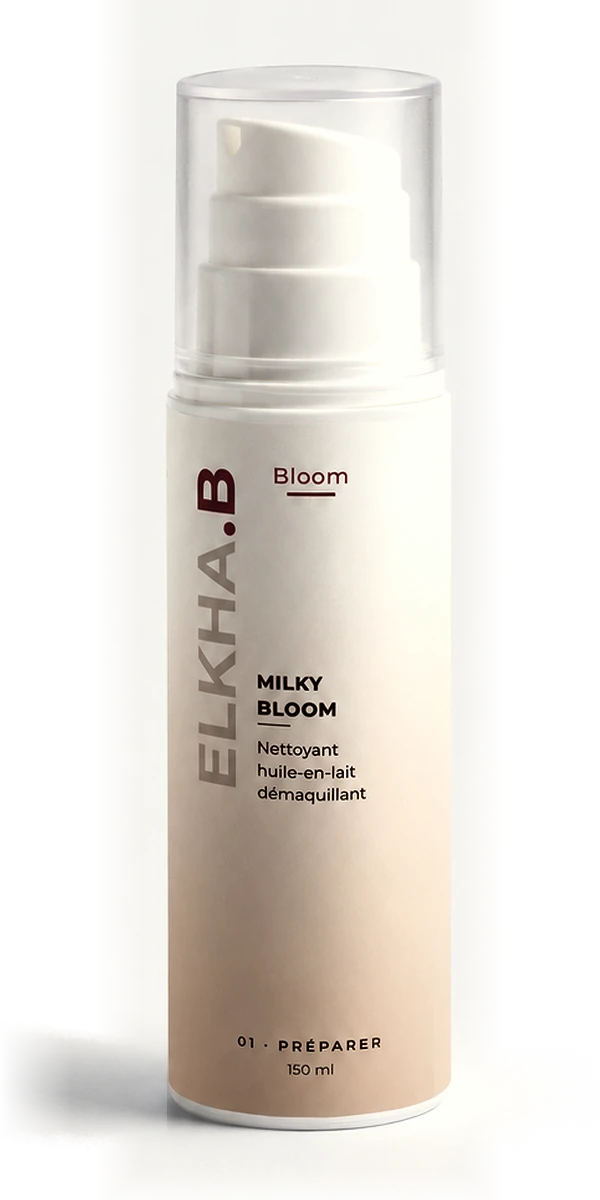 ELKHA.B
Bloom
MILKY
BLOOM
Nettoyant
huile-en-lait
démaquillant
01 · PRÉPARER
150 ml